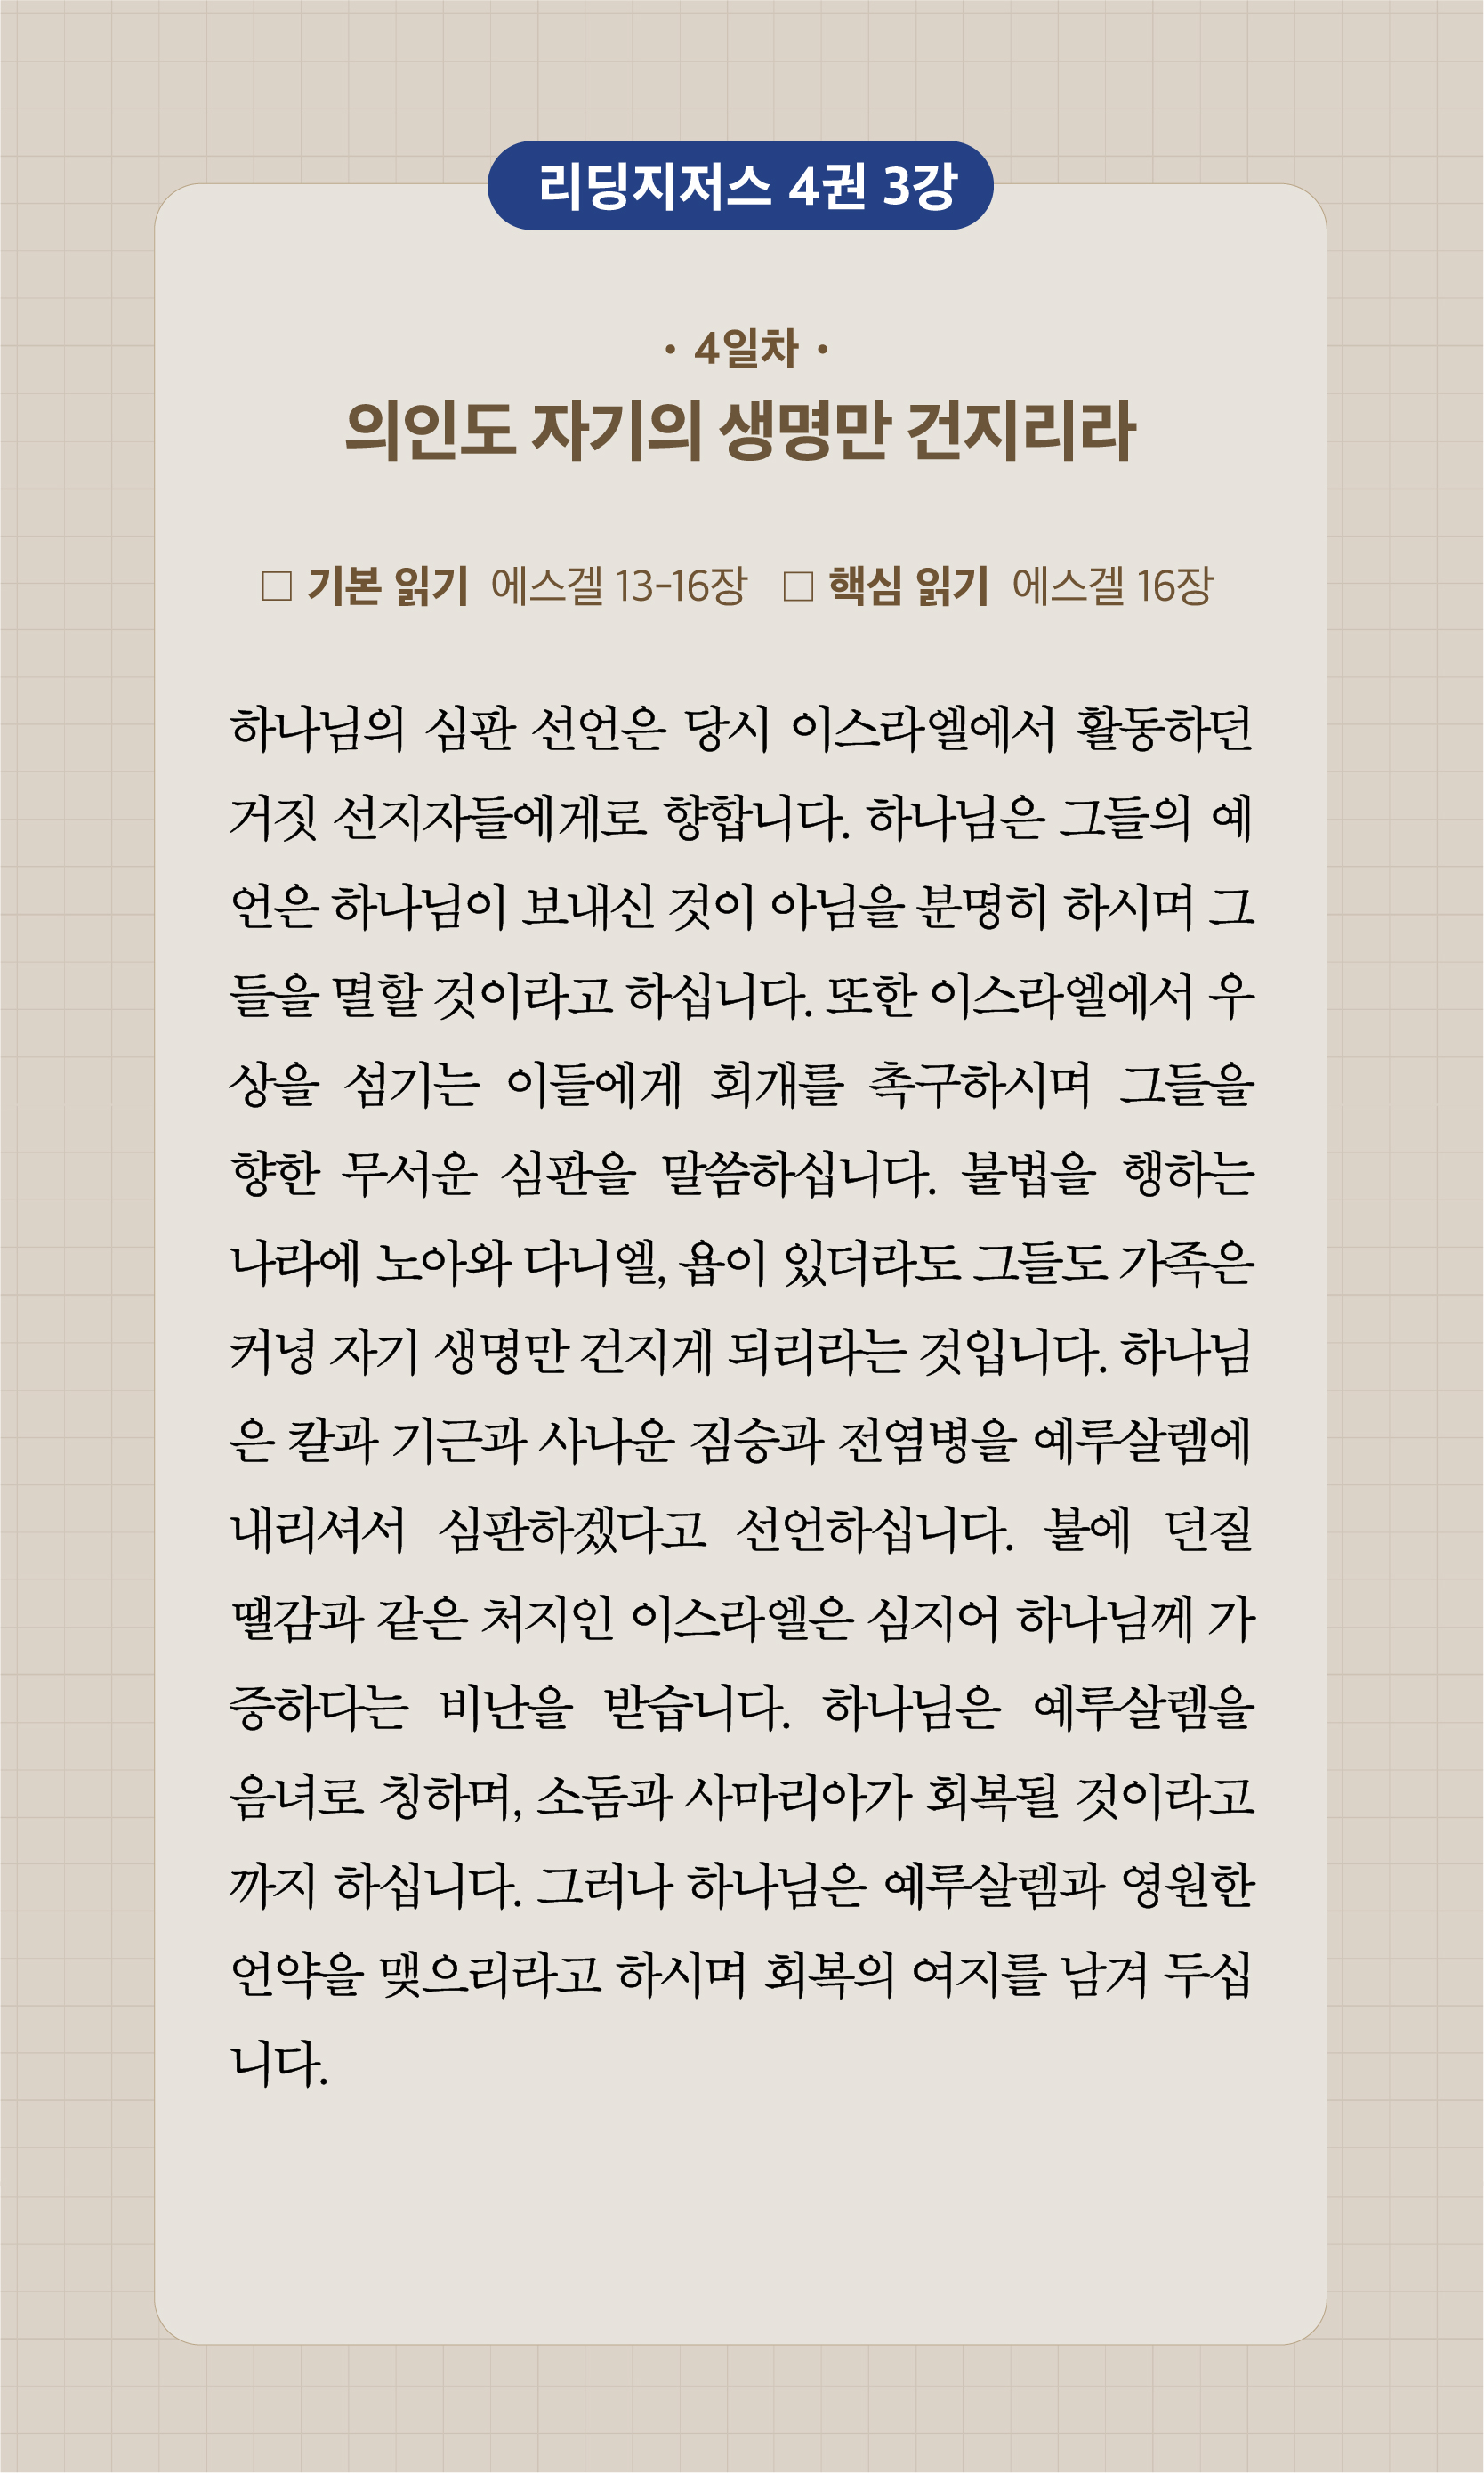 리딩지저스 4권 3강
· 4일차 ·
의인도 자기의 생명만 건지리라
□ 기본 읽기 에스겔 13-16장 □ 핵심 읽기 에스겔 16장
하나님의 심판 선언은 당시 이스라엘에서 활동하던
거짓 선지자들에게로 향합니다. 하나님은 그들의 예
언은 하나님이 보내신 것이 아님을 분명히 하시며 그
들을 멸할 것이라고 하십니다. 또한 이스라엘에서 우
상을 섬기는 이들에게 회개를 촉구하시며 그들을
향한 무서운 심판을 말씀하십니다. 불법을 행하는
나라에 노아와 다니엘, 욥이 있더라도 그들도 가족은
커녕 자기 생명만 건지게 되리라는 것입니다. 하나님
은 칼과 기근과 사나운 짐승과 전염병을 예루살렘에
내리셔서 심판하겠다고 선언하십니다. 불에 던질
땔감과 같은 처지인 이스라엘은 심지어 하나님께 가
증하다는 비난을 받습니다. 하나님은 예루살렘을
음녀로 칭하며, 소돔과 사마리아가 회복될 것이라고
까지 하십니다. 그러나 하나님은 예루살렘과 영원한
언약을 맺으리라고 하시며 회복의 여지를 남겨 두십
니다.